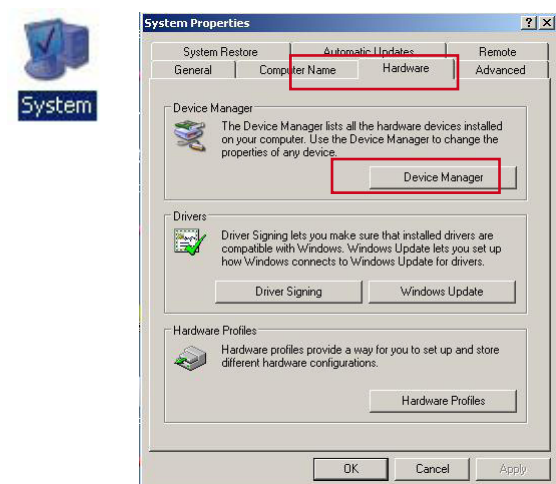 System
System Properties
System Restore Automatic Updates Remote
General Computer Name Hardware Advanced
Device Manager
The Device Manager lists all the hardware devices installed
on your computer. Use the Device Manager to change the
properties of any device.
Device Manager
Drivers
Driver Signing lets you make sure that installed drivers are
compatible with Windows. Windows Update lets you set up
how Windows connects to Windows Update for drivers.
Driver Signing Windows Update
Hardware Profiles
Hardware profiles provide a way for you to set up and store
different hardware configurations.
Hardware Profiles
OK Cancel Apply